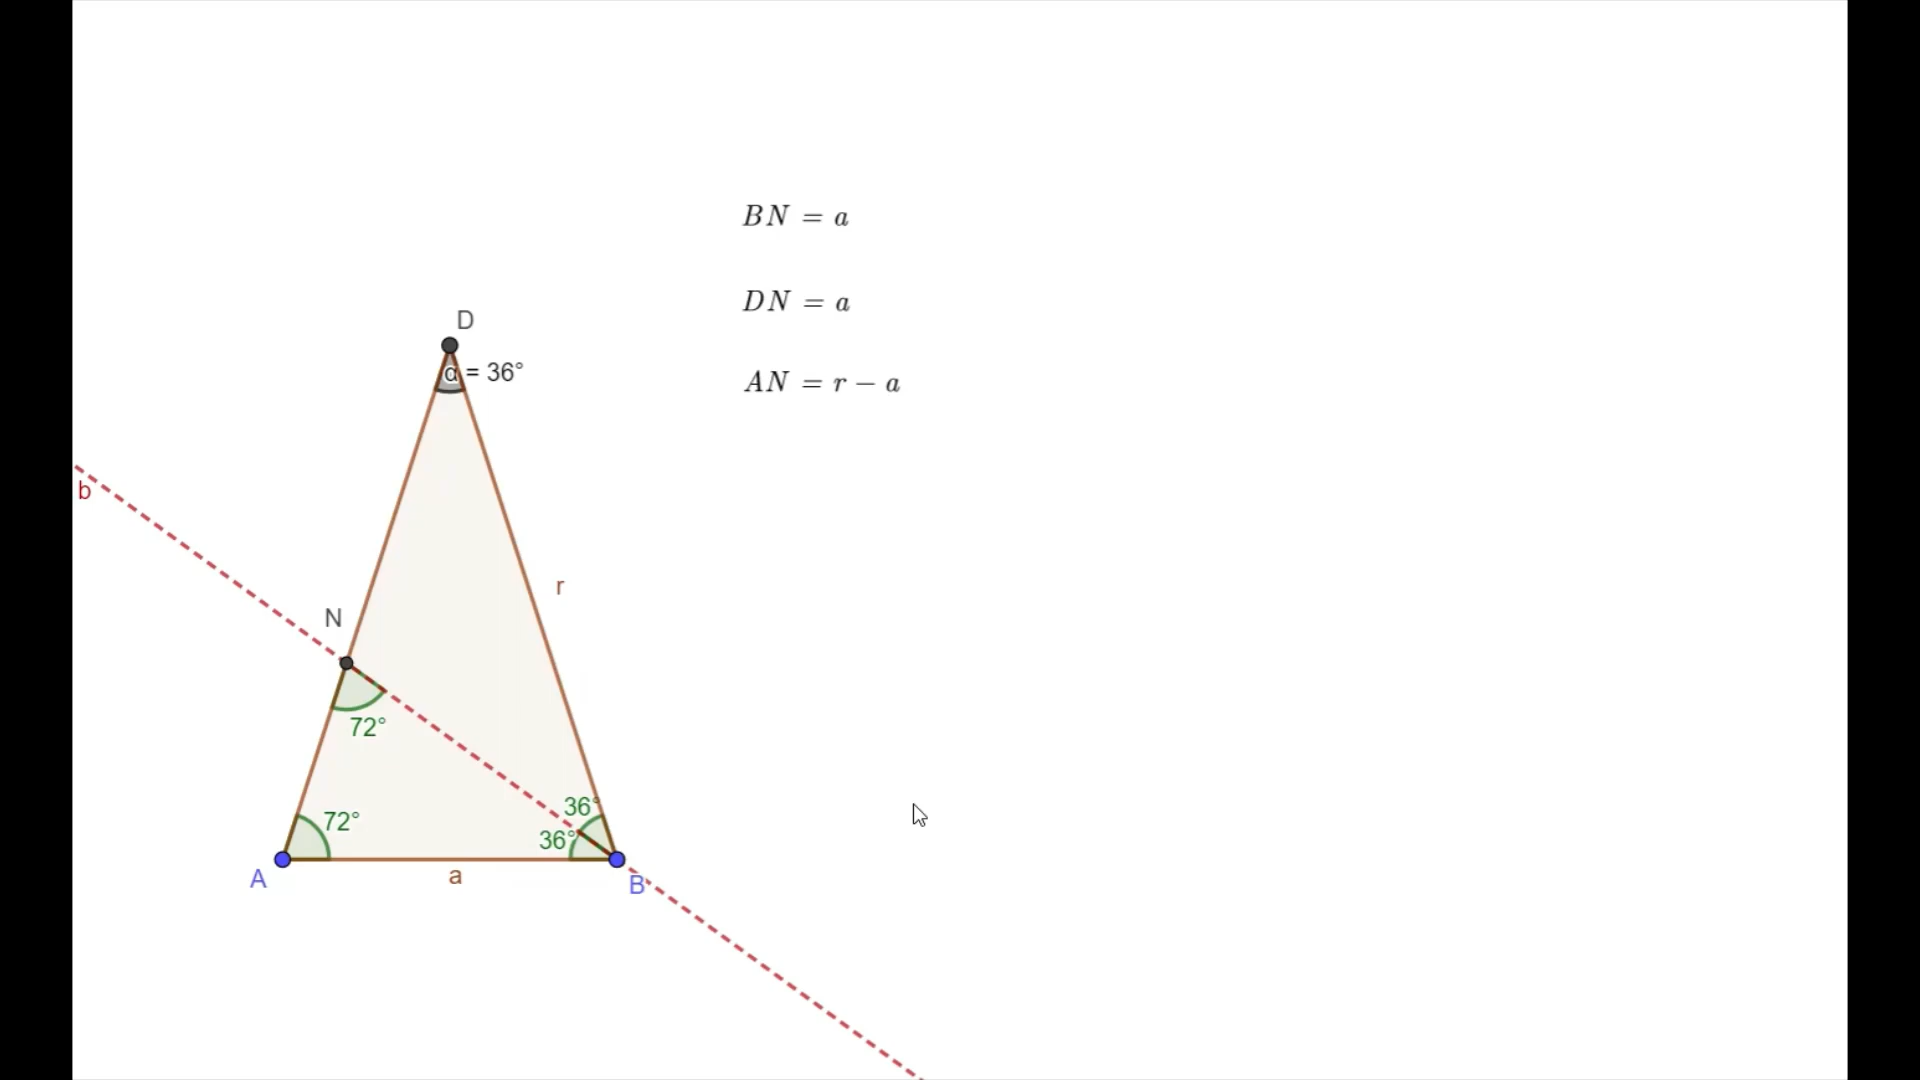 BN = a
DN = a
D
α = 36°
AN = r − a
b
r
N
72°
36°
72°
36°
A
a
B